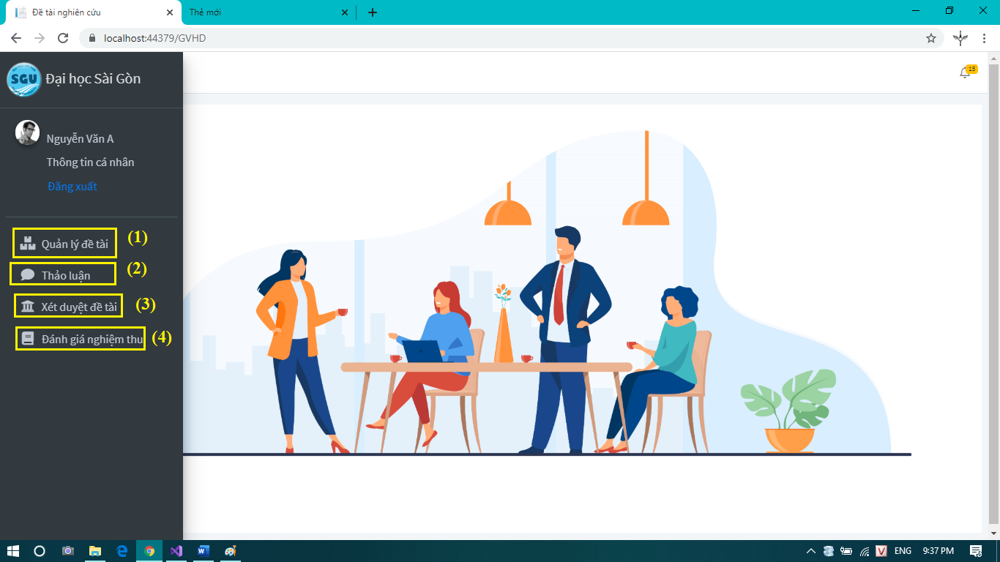 Đề tài nghiên cứu
Thẻ mới
localhost:44379/GVHD
SGU Đại học Sài Gòn
15
Nguyễn Văn A
Thông tin cá nhân
Đăng xuất
Quản lý đề tài (1)
Thảo luận (2)
Xét duyệt đề tài (3)
Đánh giá nghiệm thu (4)
ENG 9:37 PM